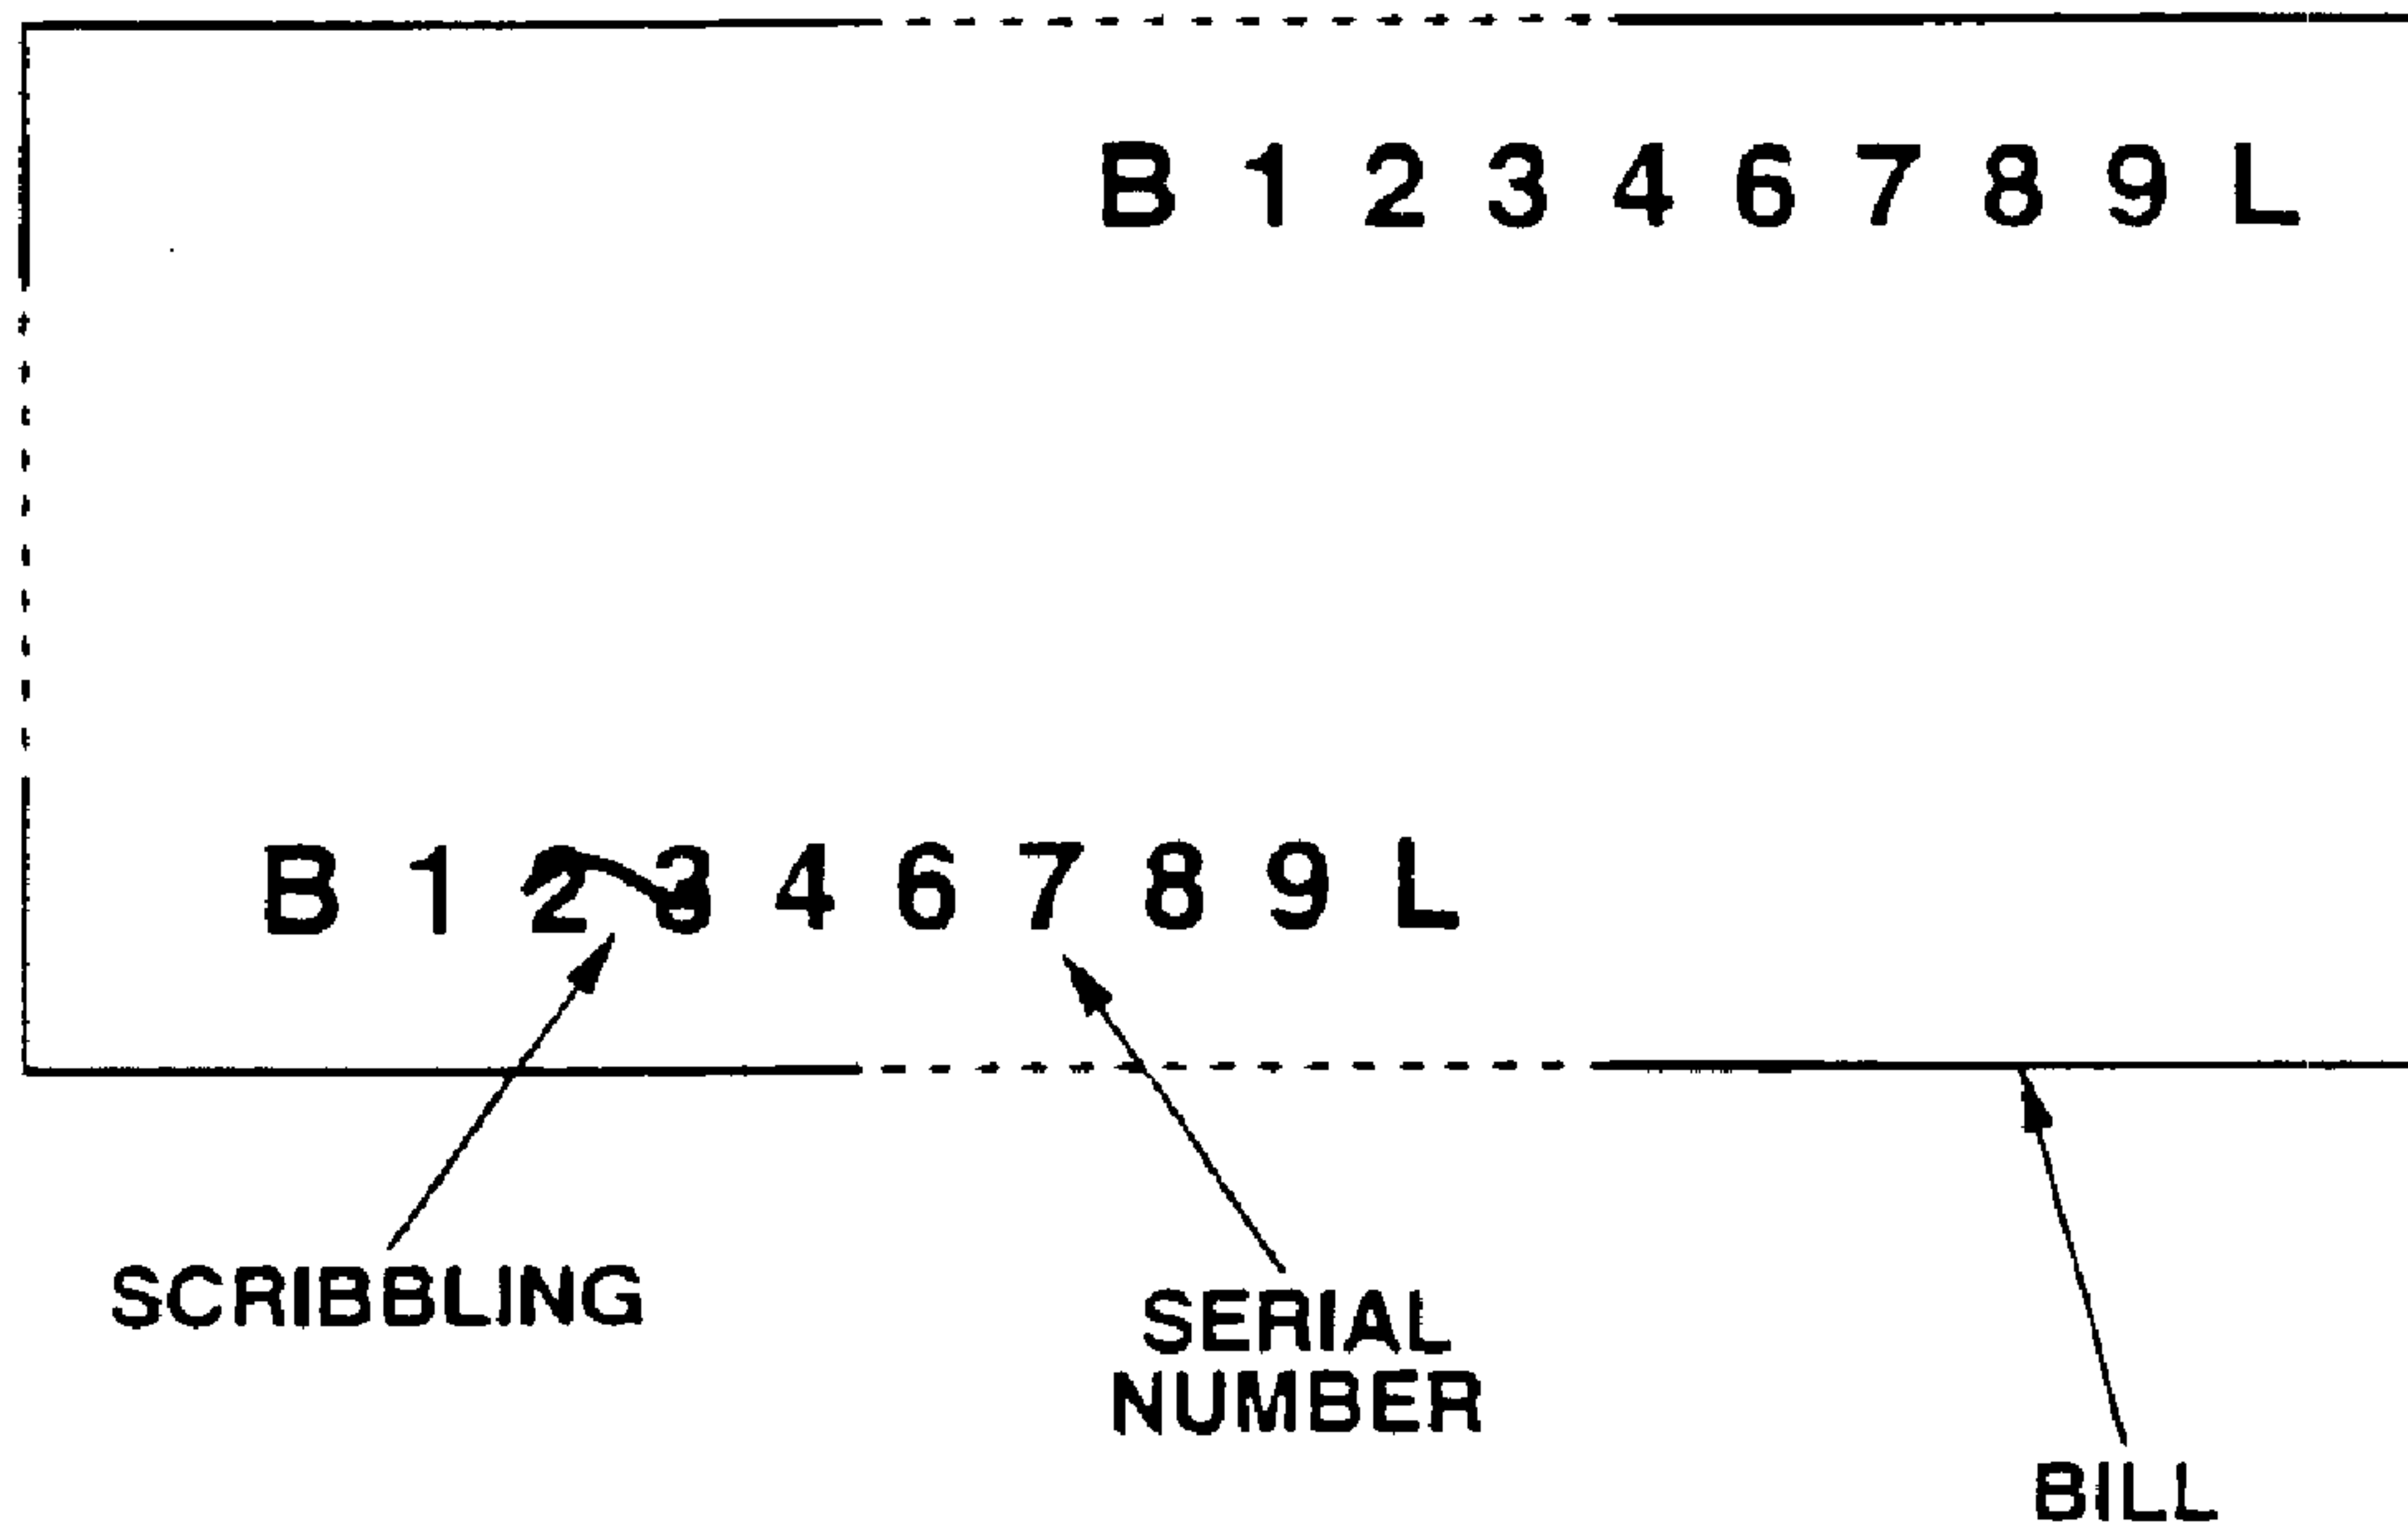 B 1 2 3 4 6 7 8 9 L
B 1 2 3 4 6 7 8 9 L
SCRIBBLING
SERIAL
NUMBER
BILL